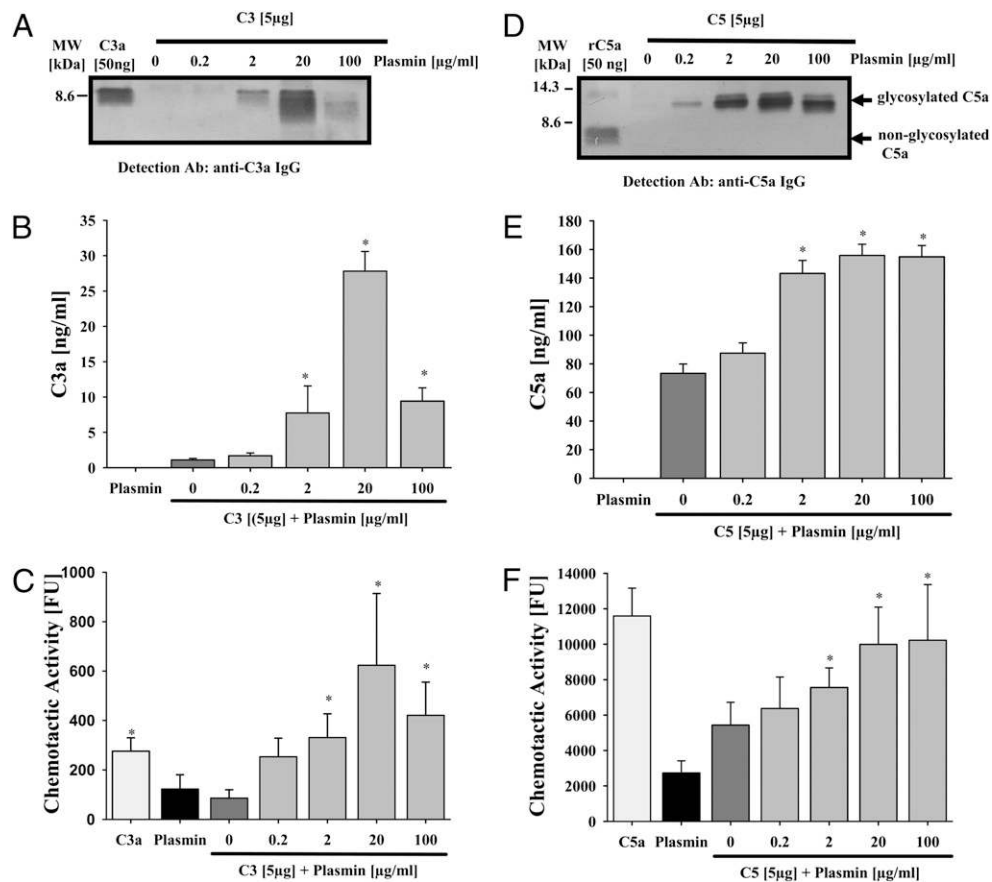 A
C3 [5µg]
MW [kDa]
C3a [50ng]
0 0.2 2 20 100 Plasmin [µg/ml]
8.6
Detection Ab: anti-C3a IgG
B
C3a [ng/ml]
35
30
25
20
15
10
5
0
* * *
Plasmin 0 0.2 2 20 100
C3 [(5µg] + Plasmin [µg/ml]
C
Chemotactic Activity [FU]
1000
800
600
400
200
0
* * * *
C3a Plasmin 0 0.2 2 20 100
C3 [5µg] + Plasmin [µg/ml]
D
C5 [5µg]
MW [kDa]
rC5a [50 ng]
0 0.2 2 20 100 Plasmin [µg/ml]
14.3
8.6
glycosylated C5a
non-glycosylated
C5a
Detection Ab: anti-C5a IgG
E
C5a [ng/ml]
180
160
140
120
100
80
60
40
20
0
* * *
Plasmin 0 0.2 2 20 100
C5 [5µg] + Plasmin [µg/ml]
F
Chemotactic Activity [FU]
14000
12000
10000
8000
6000
4000
2000
0
* * *
C5a Plasmin 0 0.2 2 20 100
C5 [5µg] + Plasmin [µg/ml]